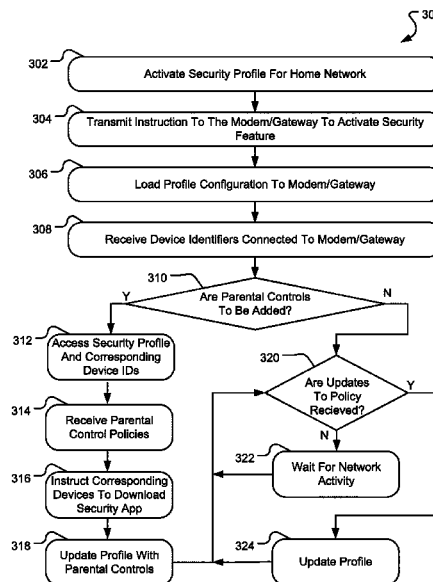 30
302
Activate Security Profile For Home Network
304
Transmit Instruction To The Modem/Gateway To Activate Security
Feature
306
Load Profile Configuration To Modem/Gateway
308
Receive Device Identifiers Connected To Modem/Gateway
310
Y
N
Are Parental Controls
To Be Added?
312
Access Security Profile
And Corresponding
Device IDs
320
Are Updates
To Policy
Recieved?
Y
N
314
Receive Parental
Control Policies
322
Wait For Network
Activity
316
Instruct Corresponding
Devices To Download
Security App
318
Update Profile With
Parental Controls
324
Update Profile